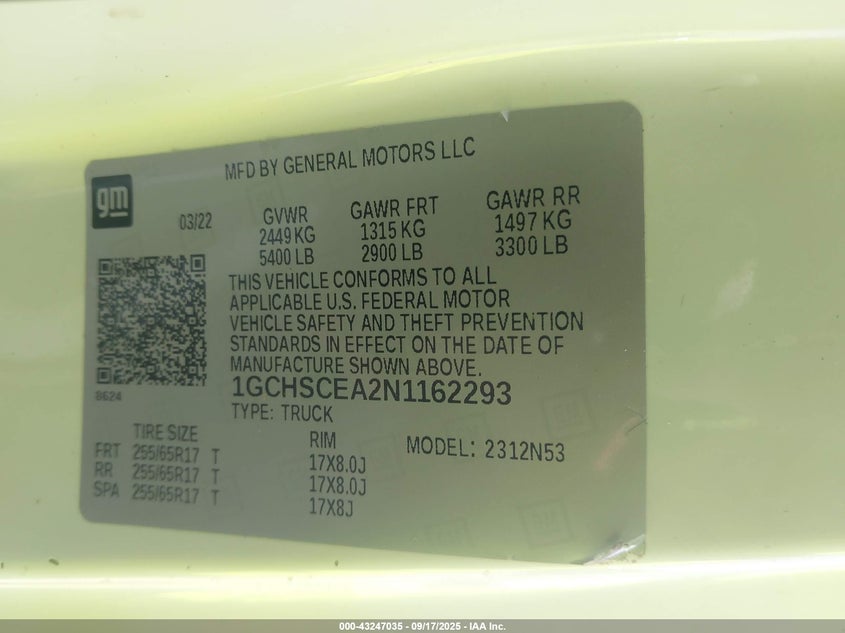 MFD BY GENERAL MOTORS LLC
gm
03/22 GVWR GAWR FRT GAWR RR
2449 KG 1315 KG 1497 KG
5400 LB 2900 LB 3300 LB
THIS VEHICLE CONFORMS TO ALL
APPLICABLE U.S. FEDERAL MOTOR
VEHICLE SAFETY AND THEFT PREVENTION
STANDARDS IN EFFECT ON THE DATE OF
MANUFACTURE SHOWN ABOVE.
1GCHSCEA2N1162293
8624
TYPE: TRUCK
TIRE SIZE RIM MODEL: 2312N53
FRT 255/65R17 T 17X8.0J
RR 255/65R17 T 17X8.0J
SPA 255/65R17 T 17X8J
000-43247035 - 09/17/2025 - IAA Inc.